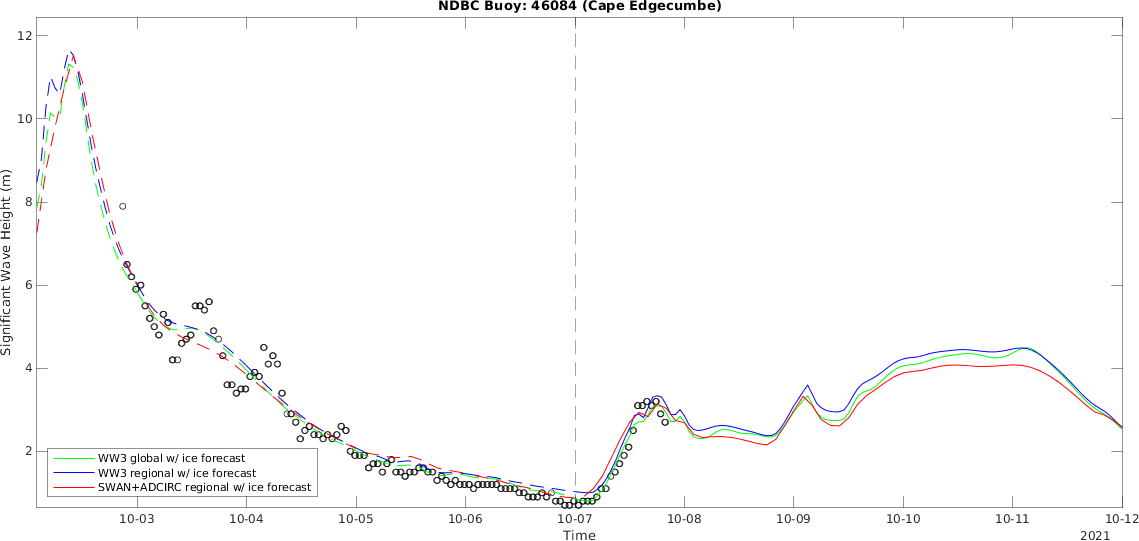 NDBC Buoy: 46084 (Cape Edgecumbe)
Significant Wave Height (m)
12
10
8
6
4
2
WW3 global w/ ice forecast
WW3 regional w/ ice forecast
SWAN+ADCIRC regional w/ ice forecast
10-03 10-04 10-05 10-06 10-07 10-08 10-09 10-10 10-11 10-12
Time
2021